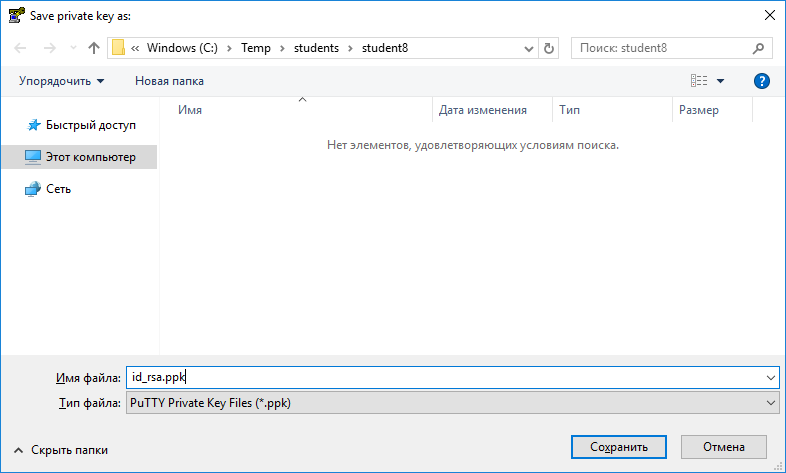 Save private key as:
« Windows (C:) › Temp › students › student8
Поиск: student8
Упорядочить
Новая папка
Имя Дата изменения Тип Размер
Быстрый доступ
Этот компьютер
Сеть
Нет элементов, удовлетворяющих условиям поиска.
Имя файла: id_rsa.ppk
Тип файла: PuTTY Private Key Files (*.ppk)
Скрыть папки
Сохранить
Отмена